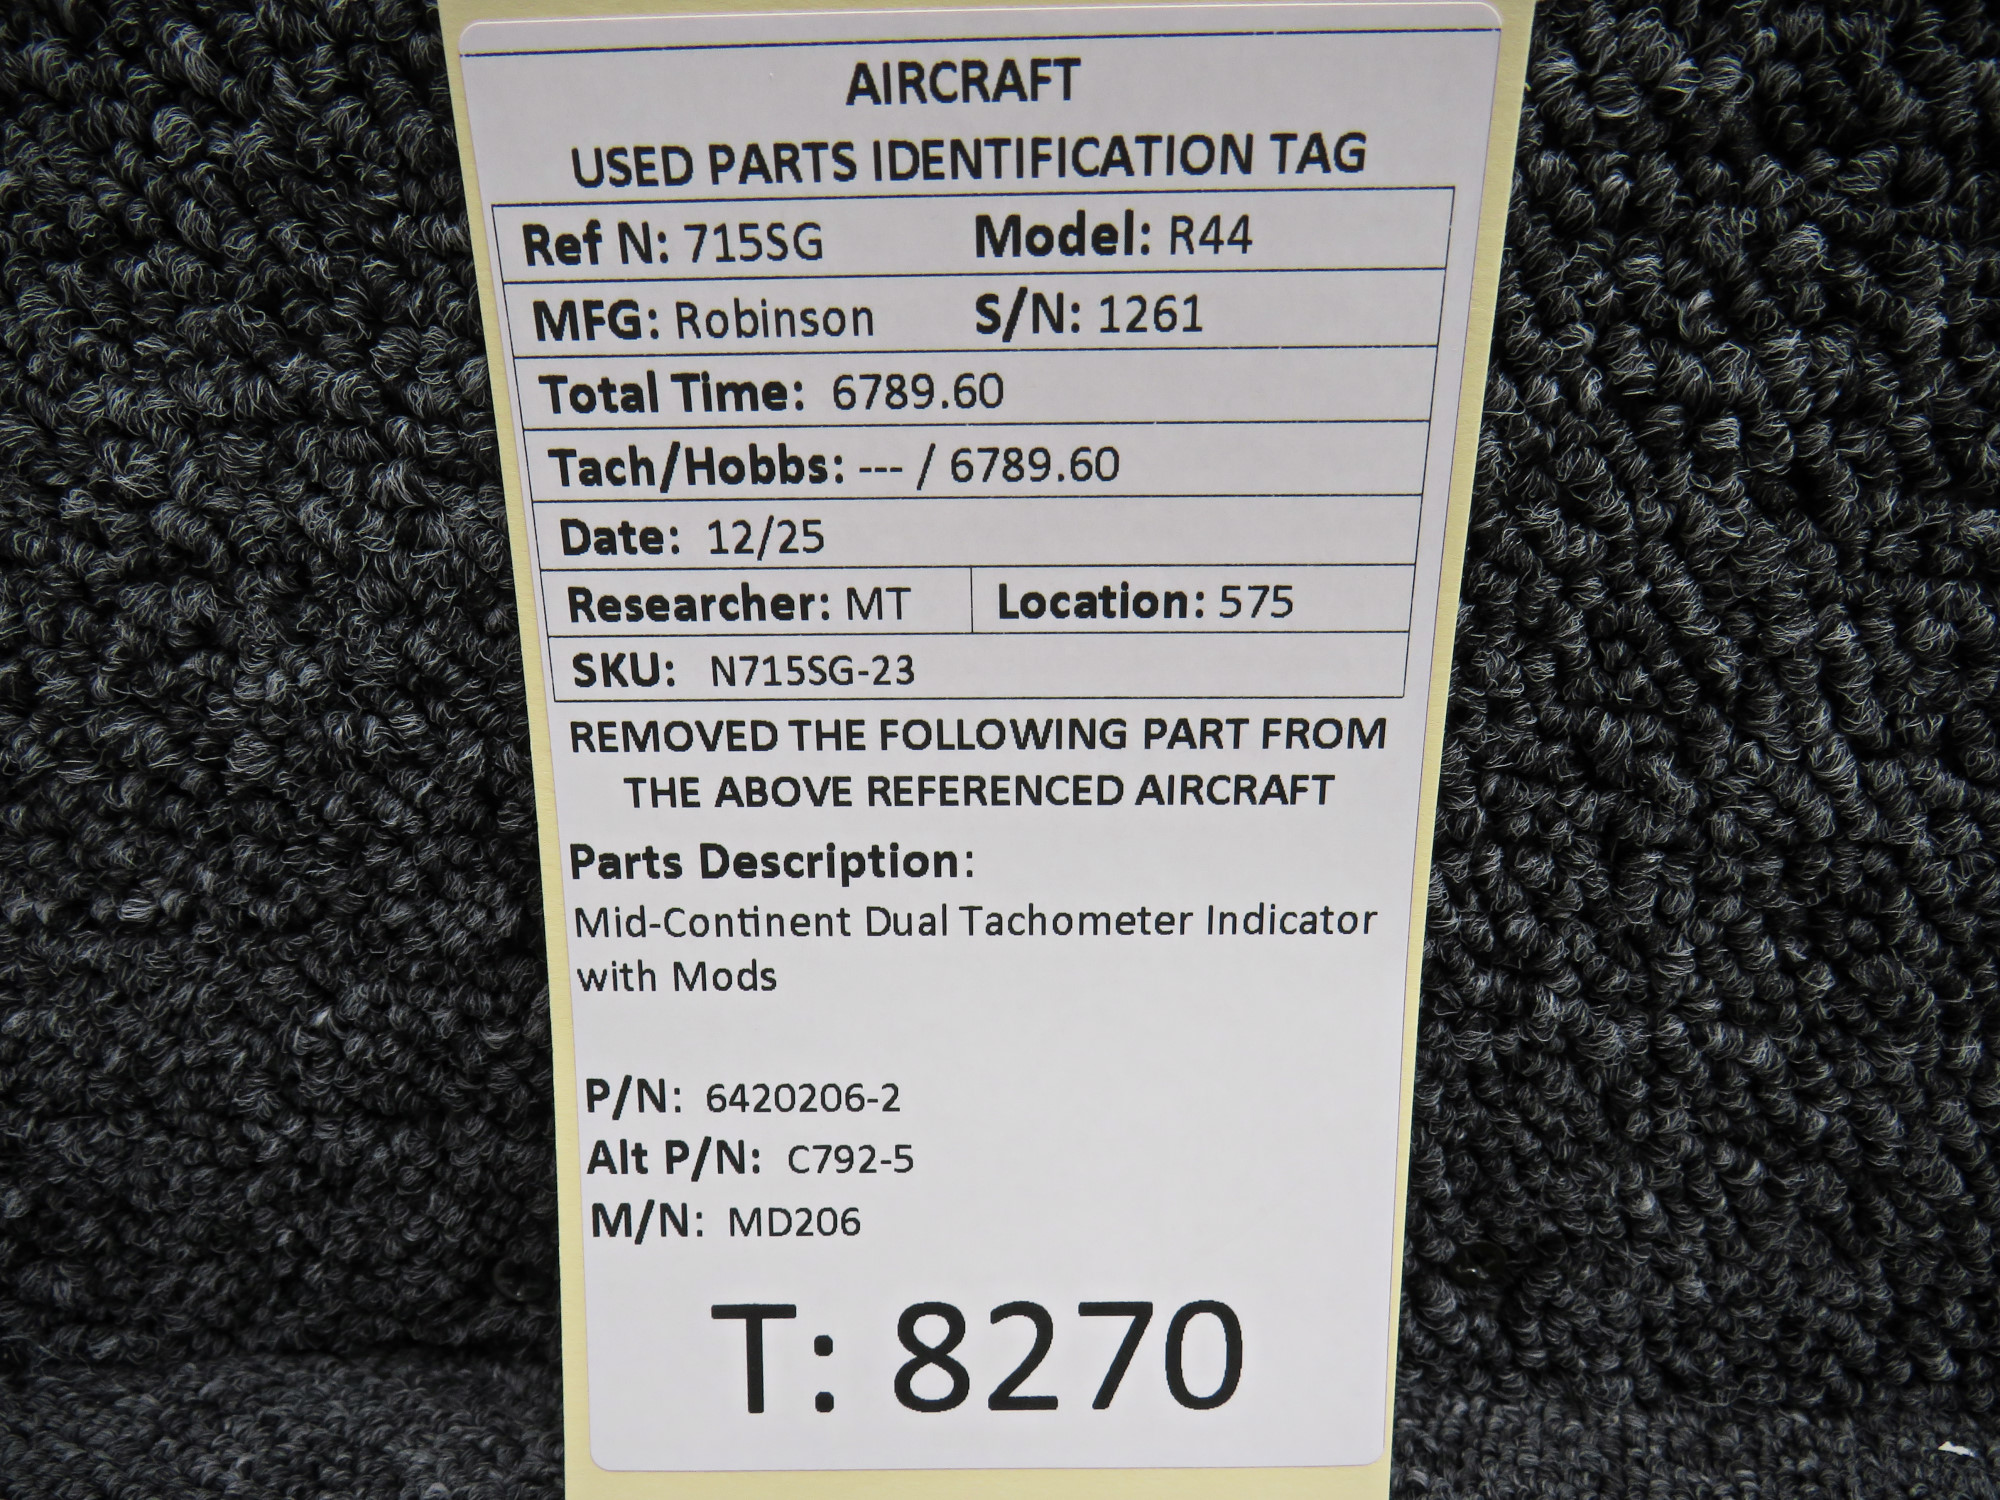 AIRCRAFT
USED PARTS IDENTIFICATION TAG
Ref N: 715SG Model: R44
MFG: Robinson S/N: 1261
Total Time: 6789.60
Tach/Hobbs: --- / 6789.60
Date: 12/25
Researcher: MT Location: 575
SKU: N715SG-23
REMOVED THE FOLLOWING PART FROM
THE ABOVE REFERENCED AIRCRAFT
Parts Description:
Mid-Continent Dual Tachometer Indicator
with Mods
P/N: 6420206-2
Alt P/N: C792-5
M/N: MD206
T: 8270